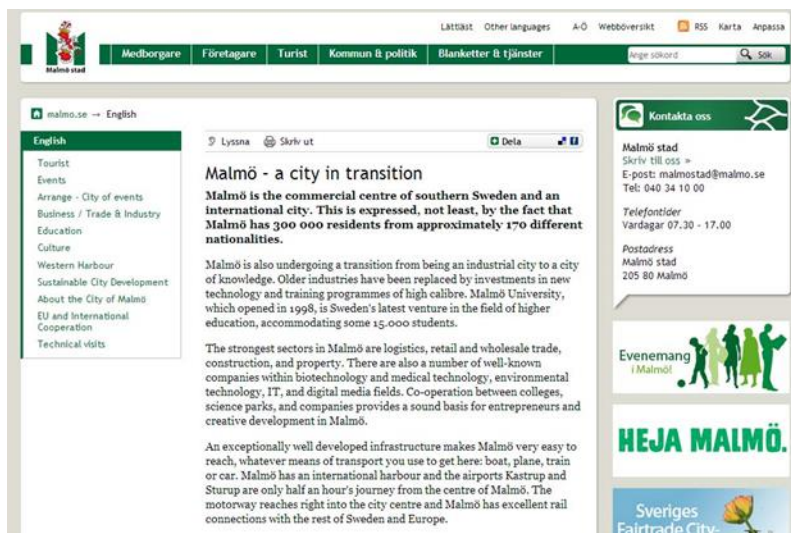 Lättläst Other languages A-Ö Webböversikt RSS Karta Anpassa
Malmö stad
Medborgare Företagare Turist Kommun & politik Blanketter & tjänster
Ange sökord Sök
malmo.se → English
English
Tourist
Events
Arrange - City of events
Business / Trade & Industry
Education
Culture
Western Harbour
Sustainable City Development
About the City of Malmö
EU and International
Cooperation
Technical visits
Lyssna Skriv ut Dela
Malmö - a city in transition
Malmö is the commercial centre of southern Sweden and an
international city. This is expressed, not least, by the fact that
Malmö has 300 000 residents from approximately 170 different
nationalities.
Malmö is also undergoing a transition from being an industrial city to a city
of knowledge. Older industries have been replaced by investments in new
technology and training programmes of high calibre. Malmö University,
which opened in 1998, is Sweden's latest venture in the field of higher
education, accommodating some 15.000 students.
The strongest sectors in Malmö are logistics, retail and wholesale trade,
construction, and property. There are also a number of well-known
companies within biotechnology and medical technology, environmental
technology, IT, and digital media fields. Co-operation between colleges,
science parks, and companies provides a sound basis for entrepreneurs and
creative development in Malmö.
An exceptionally well developed infrastructure makes Malmö very easy to
reach, whatever means of transport you use to get here: boat, plane, train
or car. Malmö has an international harbour and the airports Kastrup and
Sturup are only half an hour's journey from the centre of Malmö. The
motorway reaches right into the city centre and Malmö has excellent rail
connections with the rest of Sweden and Europe.
Kontakta oss
Malmö stad
Skriv till oss »
E-post: malmostad@malmo.se
Tel: 040 34 10 00
Telefontider
Vardagar 07.30 - 17.00
Postadress
Malmö stad
205 80 Malmö
Evenemang
i Malmö!
HEJA MALMÖ.
Sveriges
Fairtrade City-